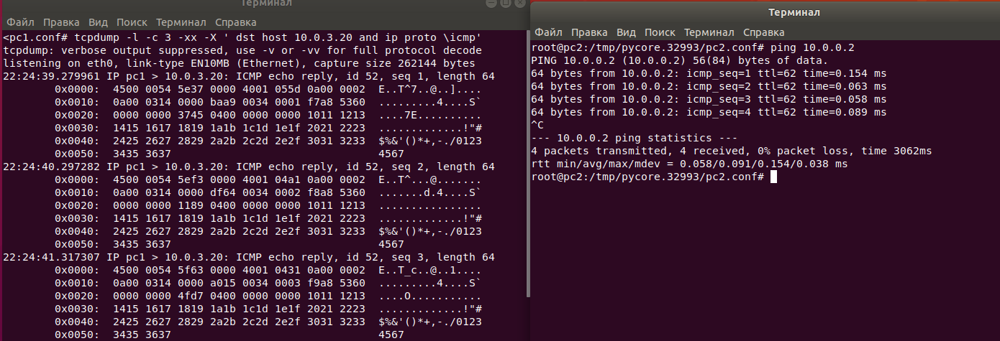 Терминал
Файл Правка Вид Поиск Терминал Справка
<pc1.conf# tcpdump -l -c 3 -xx -X ' dst host 10.0.3.20 and ip proto \icmp'
tcpdump: verbose output suppressed, use -v or -vv for full protocol decode
listening on eth0, link-type EN10MB (Ethernet), capture size 262144 bytes
22:24:39.279961 IP pc1 > 10.0.3.20: ICMP echo reply, id 52, seq 1, length 64
0x0000: 4500 0054 5e37 0000 4001 055d 0a00 0002 E..T^7..@..]....
0x0010: 0a00 0314 0000 baa9 0034 0001 f7a8 5360 .........4....S`
0x0020: 0000 0000 3745 0400 0000 0000 1011 1213 ....7E..........
0x0030: 1415 1617 1819 1a1b 1c1d 1e1f 2021 2223 .............!"#
0x0040: 2425 2627 2829 2a2b 2c2d 2e2f 3031 3233 $%&'()*+,-./0123
0x0050: 3435 3637 4567
22:24:40.297282 IP pc1 > 10.0.3.20: ICMP echo reply, id 52, seq 2, length 64
0x0000: 4500 0054 5ef3 0000 4001 04a1 0a00 0002 E..T^...@.......
0x0010: 0a00 0314 0000 df64 0034 0002 f8a8 5360 .......d.4....S`
0x0020: 0000 0000 1189 0400 0000 0000 1011 1213 ................
0x0030: 1415 1617 1819 1a1b 1c1d 1e1f 2021 2223 .............!"#
0x0040: 2425 2627 2829 2a2b 2c2d 2e2f 3031 3233 $%&'()*+,-./0123
0x0050: 3435 3637 4567
22:24:41.317307 IP pc1 > 10.0.3.20: ICMP echo reply, id 52, seq 3, length 64
0x0000: 4500 0054 5f63 0000 4001 0431 0a00 0002 E..T_c..@..1....
0x0010: 0a00 0314 0000 a015 0034 0003 f9a8 5360 .........4....S`
0x0020: 0000 0000 4fd7 0400 0000 0000 1011 1213 ....O...........
0x0030: 1415 1617 1819 1a1b 1c1d 1e1f 2021 2223 .............!"#
0x0040: 2425 2627 2829 2a2b 2c2d 2e2f 3031 3233 $%&'()*+,-./0123
0x0050: 3435 3637 4567
Терминал
Файл Правка Вид Поиск Терминал Справка
root@pc2:/tmp/pycore.32993/pc2.conf# ping 10.0.0.2
PING 10.0.0.2 (10.0.0.2) 56(84) bytes of data.
64 bytes from 10.0.0.2: icmp_seq=1 ttl=62 time=0.154 ms
64 bytes from 10.0.0.2: icmp_seq=2 ttl=62 time=0.063 ms
64 bytes from 10.0.0.2: icmp_seq=3 ttl=62 time=0.058 ms
64 bytes from 10.0.0.2: icmp_seq=4 ttl=62 time=0.089 ms
^C
--- 10.0.0.2 ping statistics ---
4 packets transmitted, 4 received, 0% packet loss, time 3062ms
rtt min/avg/max/mdev = 0.058/0.091/0.154/0.038 ms
root@pc2:/tmp/pycore.32993/pc2.conf#